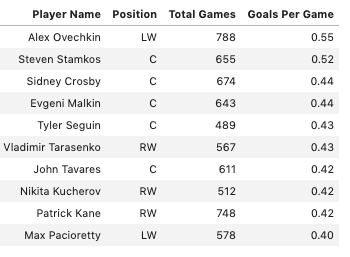 Player Name Position Total Games Goals Per Game
Alex Ovechkin LW 788 0.55
Steven Stamkos C 655 0.52
Sidney Crosby C 674 0.44
Evgeni Malkin C 643 0.44
Tyler Seguin C 489 0.43
Vladimir Tarasenko RW 567 0.43
John Tavares C 611 0.42
Nikita Kucherov RW 512 0.42
Patrick Kane RW 748 0.42
Max Pacioretty LW 578 0.40